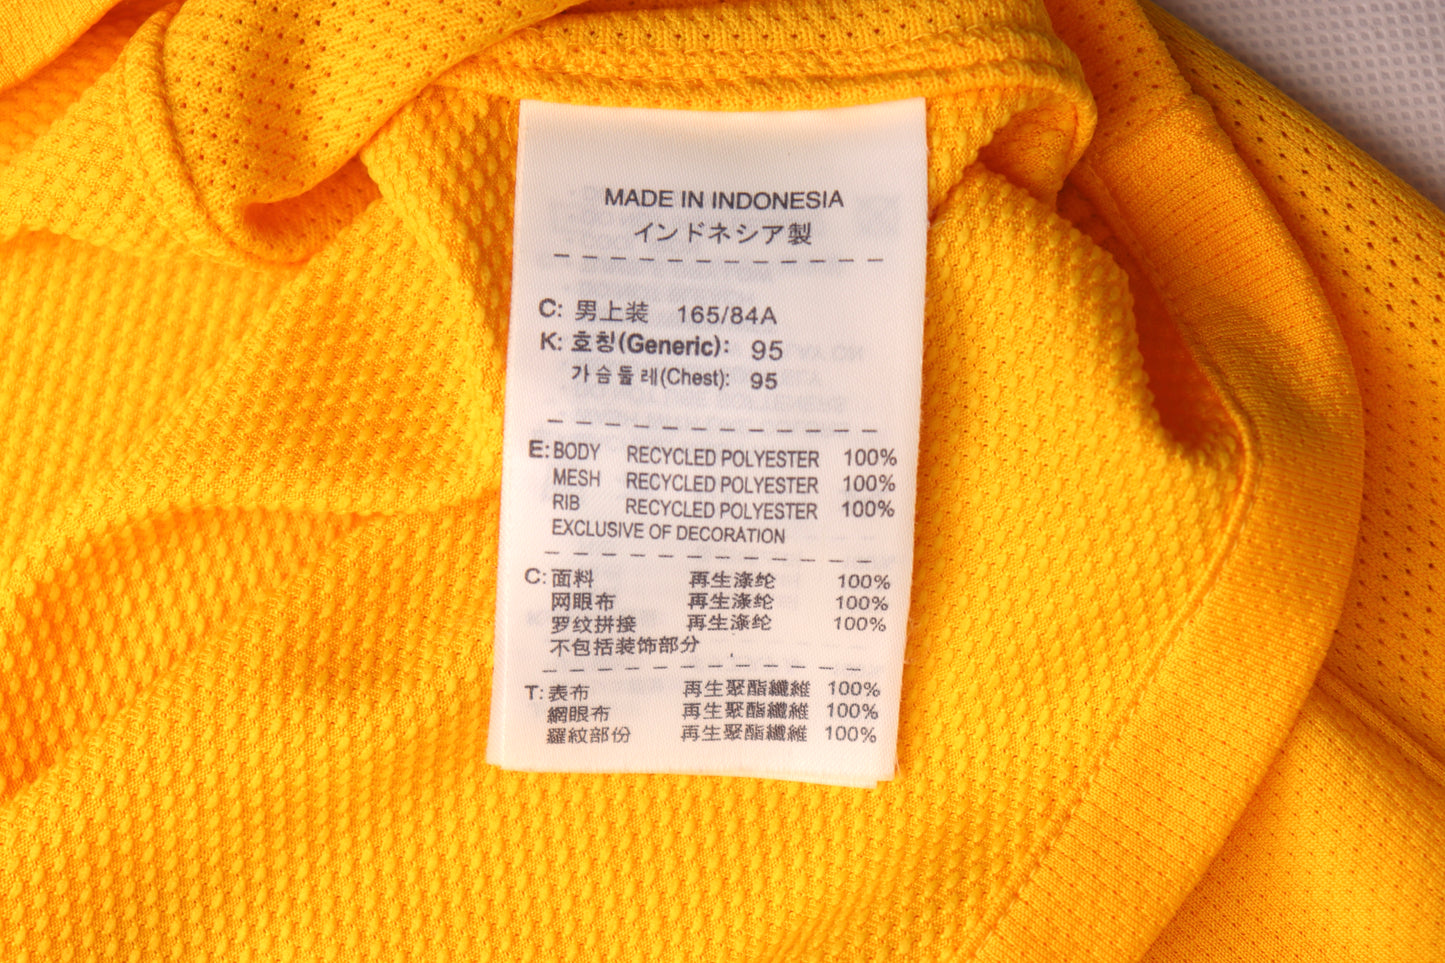 MADE IN INDONESIA
インドネシア製
C: 男上装 165/84A
K: 호칭(Generic): 95
가슴둘레(Chest): 95
E: BODY RECYCLED POLYESTER 100%
MESH RECYCLED POLYESTER 100%
RIB RECYCLED POLYESTER 100%
EXCLUSIVE OF DECORATION
C: 面料 再生涤纶 100%
网眼布 再生涤纶 100%
罗纹拼接 再生涤纶 100%
不包括装饰部分
T: 表布 再生聚酯纖維 100%
網眼布 再生聚酯纖維 100%
羅紋部份 再生聚酯纖維 100%